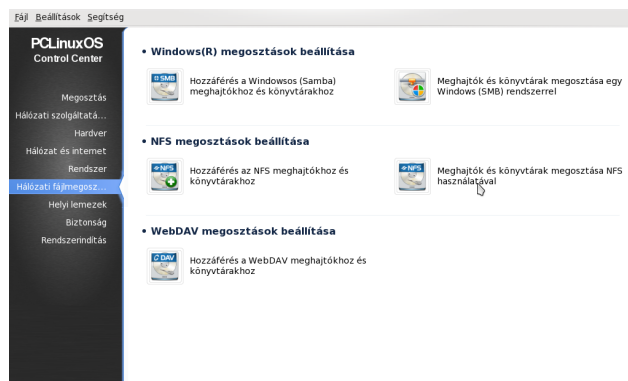 Fájl Beállítások Segítség
PCLinuxOS
Control Center
Megosztás
Hálózati szolgáltatá...
Hardver
Hálózat és internet
Rendszer
Hálózati fájlmegosz...
Helyi lemezek
Biztonság
Rendszerindítás
• Windows(R) megosztások beállítása
SMB
Hozzáférés a Windowsos (Samba)
meghajtókhoz és könyvtárakhoz
Meghajtók és könyvtárak megosztása egy
Windows (SMB) rendszerrel
• NFS megosztások beállítása
NFS
Hozzáférés az NFS meghajtókhoz és
könyvtárakhoz
NFS
Meghajtók és könyvtárak megosztása NFS
használatával
• WebDAV megosztások beállítása
DAV
Hozzáférés a WebDAV meghajtókhoz és
könyvtárakhoz